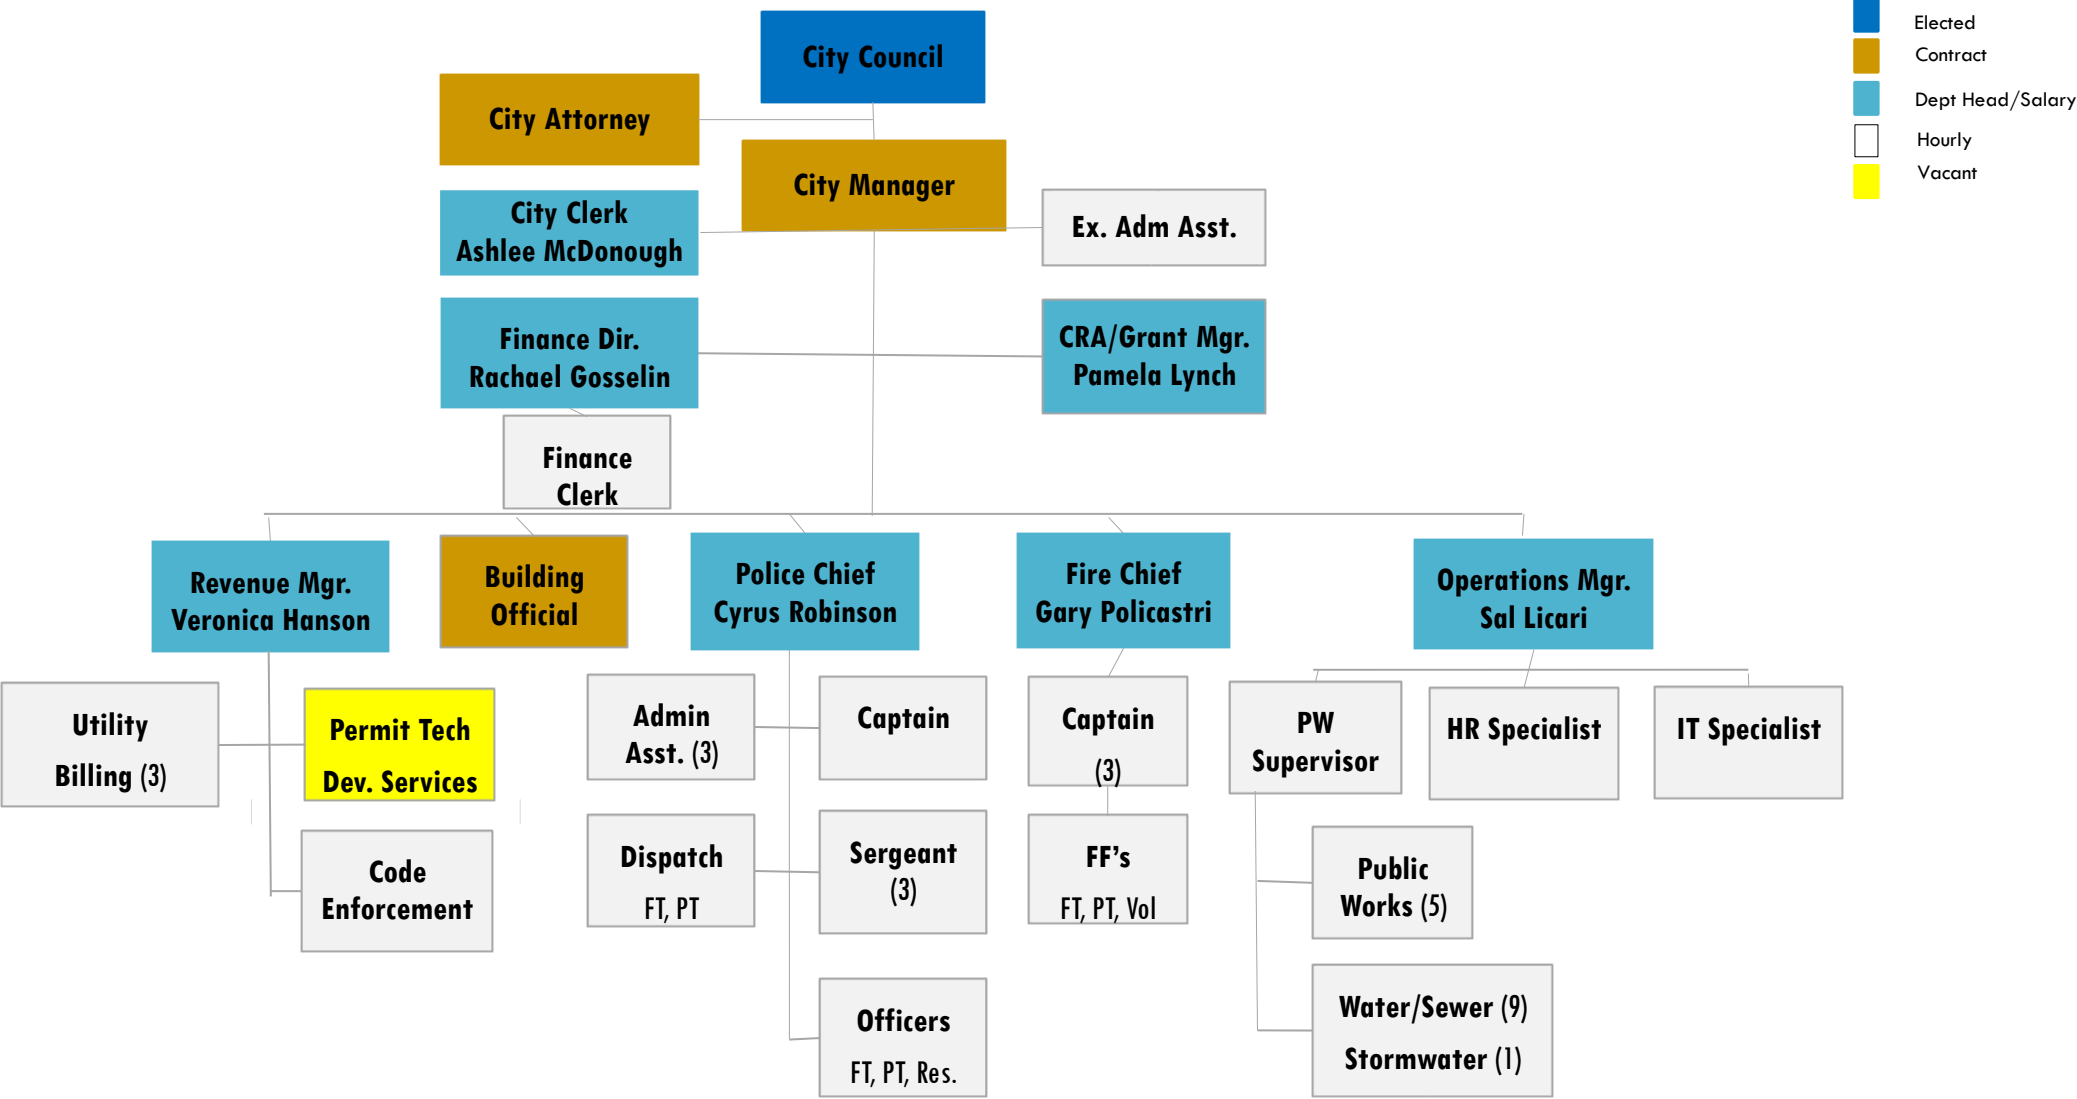 City Council
City Attorney
City Manager
City Clerk
Ashlee McDonough
Ex. Adm Asst.
Finance Dir.
Rachael Gosselin
CRA/Grant Mgr.
Pamela Lynch
Finance
Clerk
Revenue Mgr.
Veronica Hanson
Building
Official
Police Chief
Cyrus Robinson
Fire Chief
Gary Policastri
Operations Mgr.
Sal Licari
Utility
Billing (3)
Permit Tech
Dev. Services
Code
Enforcement
Admin
Asst. (3)
Captain
Dispatch
FT, PT
Sergeant
(3)
Officers
FT, PT, Res.
Captain
(3)
FF’s
FT, PT, Vol
PW
Supervisor
HR Specialist
IT Specialist
Public
Works (5)
Water/Sewer (9)
Stormwater (1)
Elected
Contract
Dept Head/Salary
Hourly
Vacant